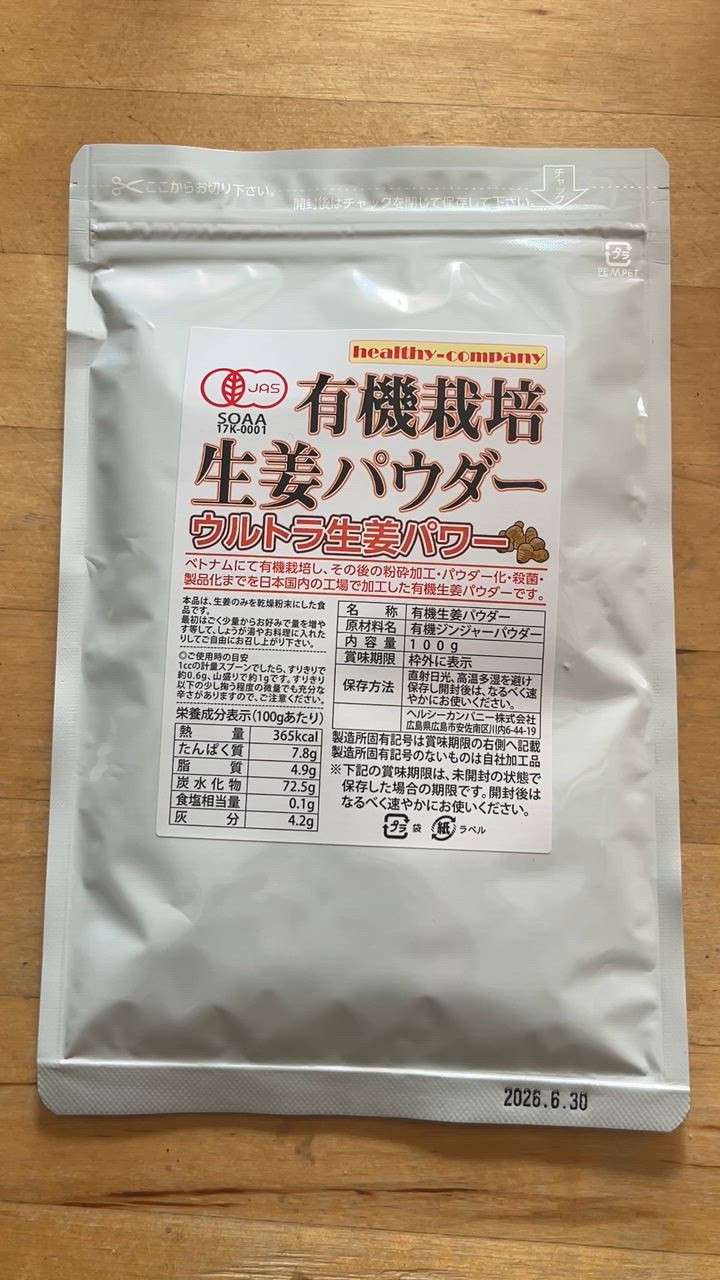 ここからお切り下さい。
開封後はチャックを閉じて保存して下さい。
チャック
プラ
PE,M,PET
healthy-company
JAS
SOAA
17K-0001
有機栽培
生姜パウダー
ウルトラ生姜パワー
ベトナムにて有機栽培し、その後の粉砕加工・パウダー化・殺菌・
製品化までを日本国内の工場で加工した有機生姜パウダーです。
本品は、生姜のみを乾燥粉末にした食
品です。
最初はごく少量からお好みで量を増や
す等して、しょうが湯やお料理に入れた
りしてご自由にお召し上がり下さい。
◎ご使用時の目安
1ccの計量スプーンでしたら、すりきりで
約0.6g、山盛りで約1gです。すりきり
以下の少し掬う程度の微量でも充分な
辛さがありますので、ご注意ください。
栄養成分表示(100gあたり)
熱量 365kcal
たんぱく質 7.8g
脂質 4.9g
炭水化物 72.5g
食塩相当量 0.1g
灰分 4.2g
名称 有機生姜パウダー
原材料名 有機ジンジャーパウダー
内容量 100g
賞味期限 枠外に表示
保存方法 直射日光、高温多湿を避け
保存し開封後は、なるべく速
やかにお使いください。
ヘルシーカンパニー株式会社
広島県広島市安佐南区川内6-44-19
製造所固有記号は賞味期限の右側へ記載
製造所固有記号のないものは自社加工品
※下記の賞味期限は、未開封の状態で
保存した場合の期限です。開封後は
なるべく速やかにお使いください。
プラ 袋 紙 ラベル
2026.6.30